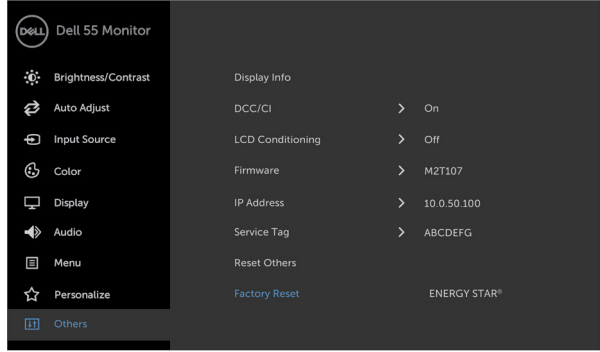 DELL Dell 55 Monitor
Brightness/Contrast
Display Info
Auto Adjust DCC/CI > On
Input Source LCD Conditioning > Off
Color Firmware > M2T107
Display IP Address > 10.0.50.100
Audio Service Tag > ABCDEFG
Menu Reset Others
Personalize Factory Reset ENERGY STAR®
Others